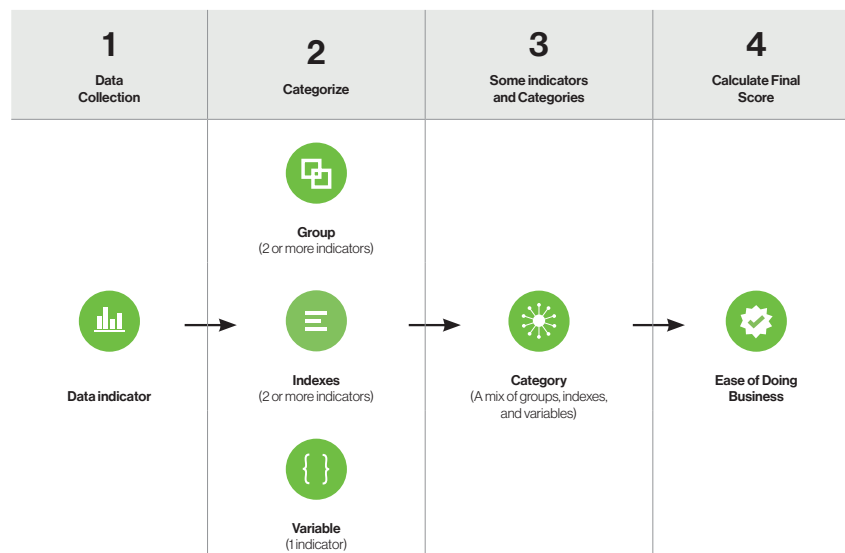 1
Data
Collection
2
Categorize
3
Some indicators
and Categories
4
Calculate Final
Score
Group
(2 or more indicators)
Data indicator
Indexes
(2 or more indicators)
Category
(A mix of groups, indexes,
and variables)
Ease of Doing
Business
{ }
Variable
(1 indicator)